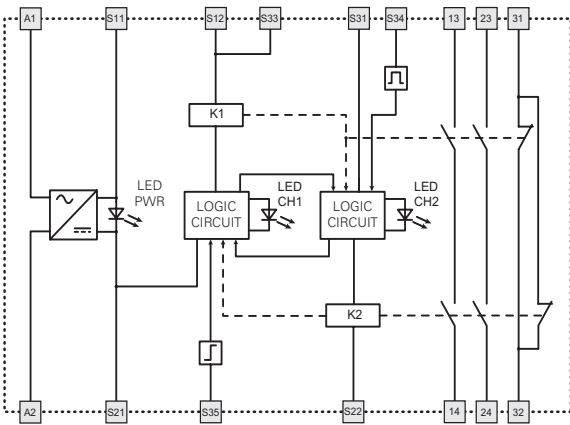 A1 S11 S12 S33 S31 S34 13 23 31
K1
LED
PWR
LED
CH1
LED
CH2
LOGIC
CIRCUIT
LOGIC
CIRCUIT
K2
A2 S21 S35 S22 14 24 32